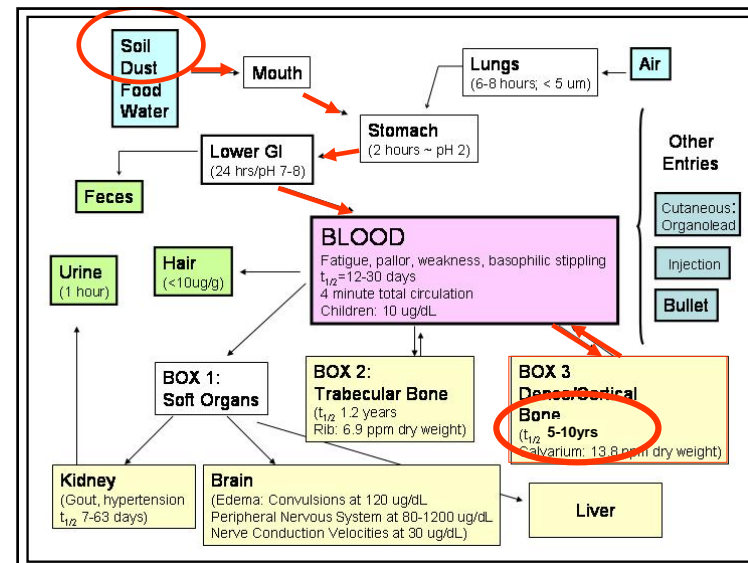 Soil
Dust
Food
Water
Mouth
Lungs
(6-8 hours; < 5 um)
Air
Stomach
(2 hours ~ pH 2)
Lower GI
(24 hrs/pH 7-8)
Feces
Other
Entries
Cutaneous:
Organolead
Injection
Bullet
BLOOD
Fatigue, pallor, weakness, basophilic stippling
t1/2=12-30 days
4 minute total circulation
Children: 10 ug/dL
Hair
(<10ug/g)
Urine
(1 hour)
BOX 1:
Soft Organs
BOX 2:
Trabecular Bone
(t1/2 1.2 years
Rib: 6.9 ppm dry weight)
BOX 3
Dense/Cortical
Bone
(t1/2 5-10yrs
Calvarium: 13.8 ppm dry weight)
Kidney
(Gout, hypertension
t1/2 7-63 days)
Brain
(Edema: Convulsions at 120 ug/dL
Peripheral Nervous System at 80-1200 ug/dL
Nerve Conduction Velocities at 30 ug/dL)
Liver